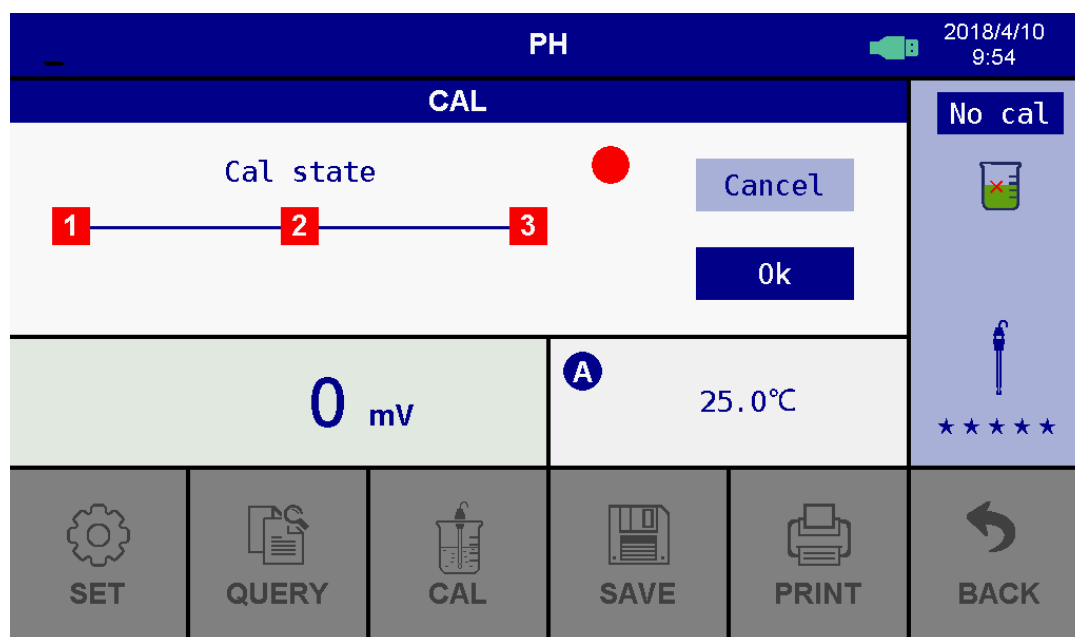 PH
2018/4/10
9:54
CAL
No cal
Cal state
Cancel
1 2 3
Ok
0 mV
A
25.0℃
SET QUERY CAL SAVE PRINT BACK